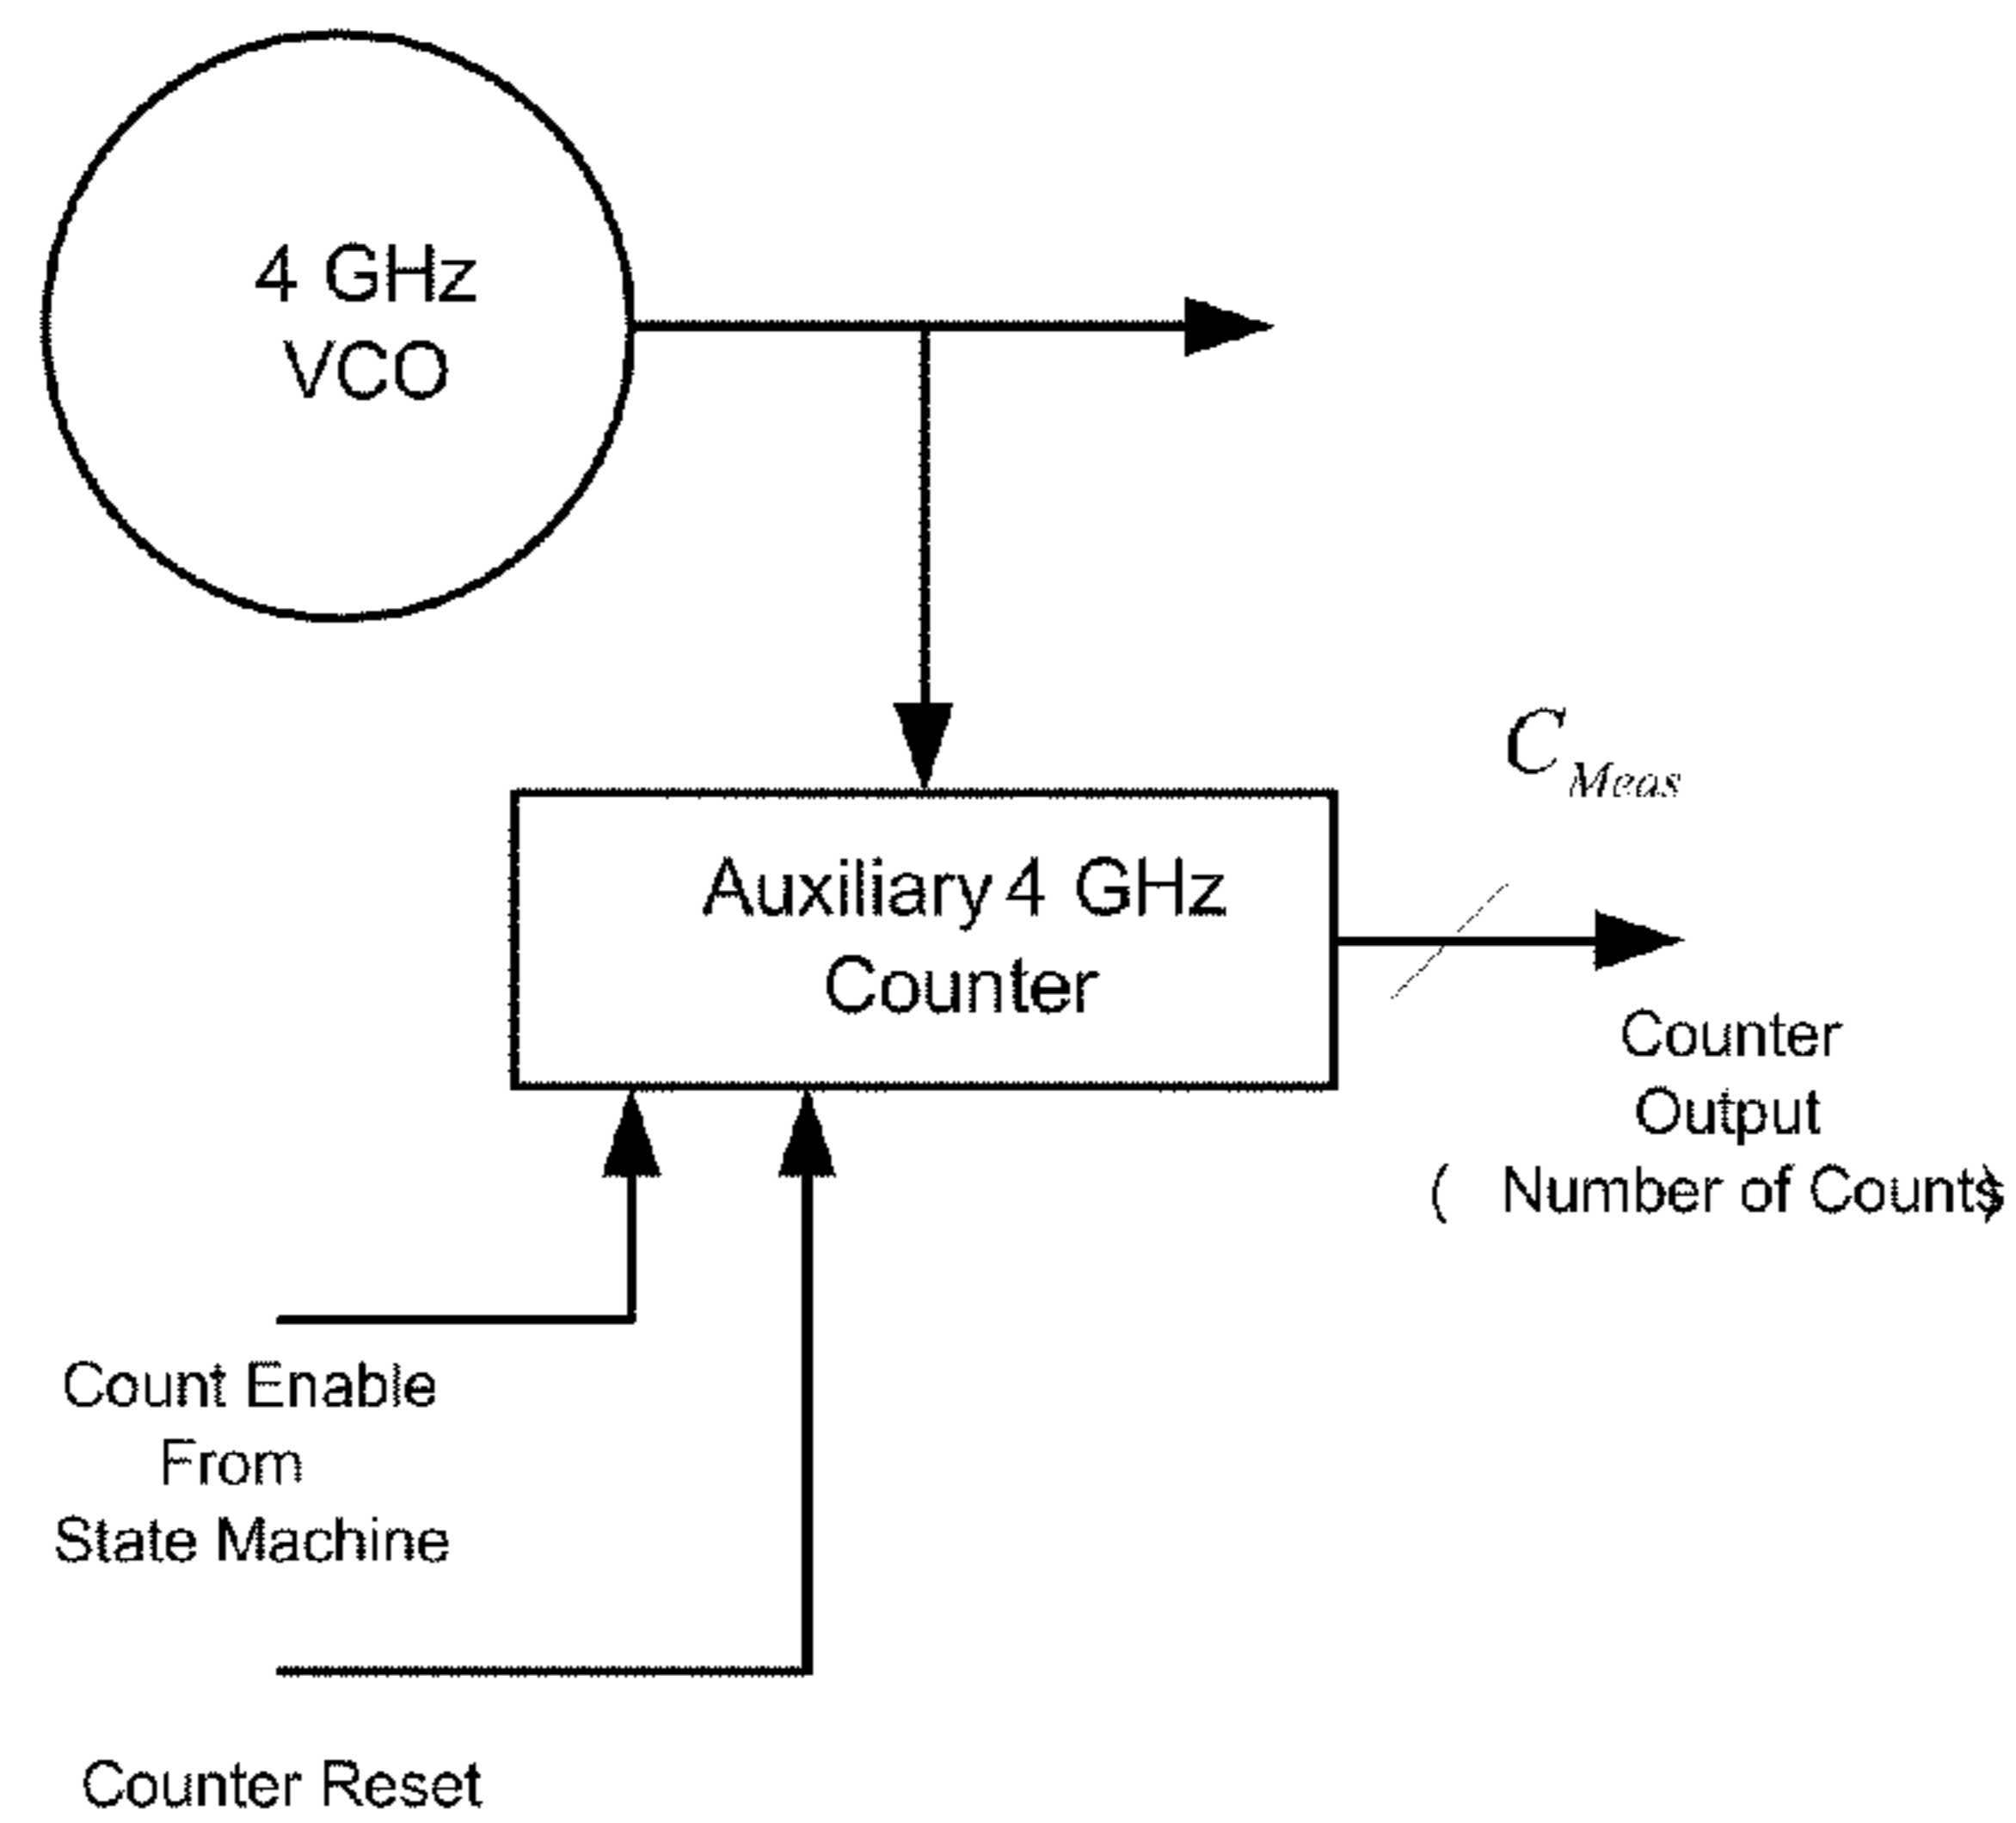 4 GHz
VCO
C Meas
Auxiliary 4 GHz
Counter
Counter
Output
( Number of Counts)
Count Enable
From
State Machine
Counter Reset